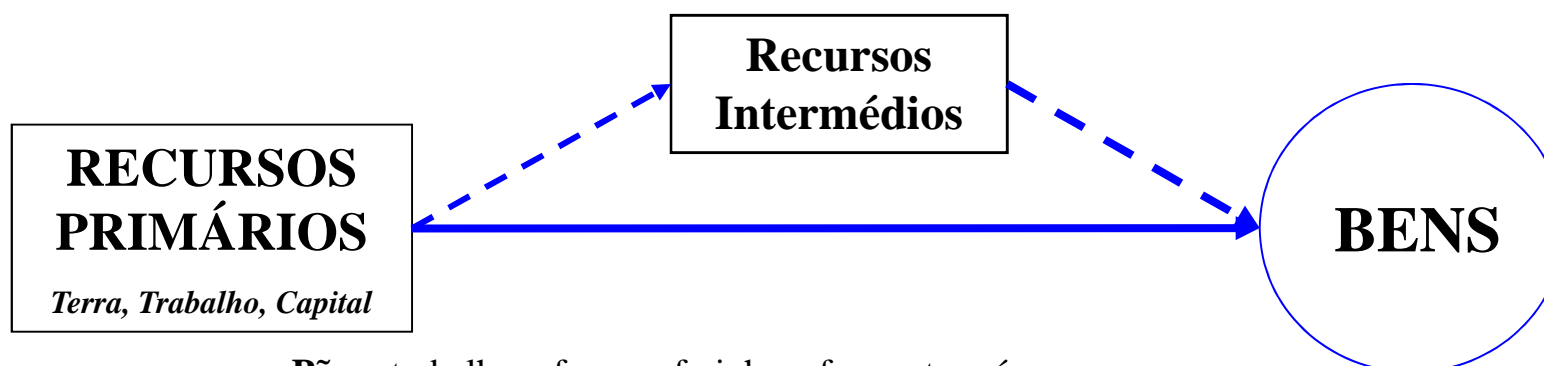 Recursos
Intermédios
RECURSOS
PRIMÁRIOS
Terra, Trabalho, Capital
BENS